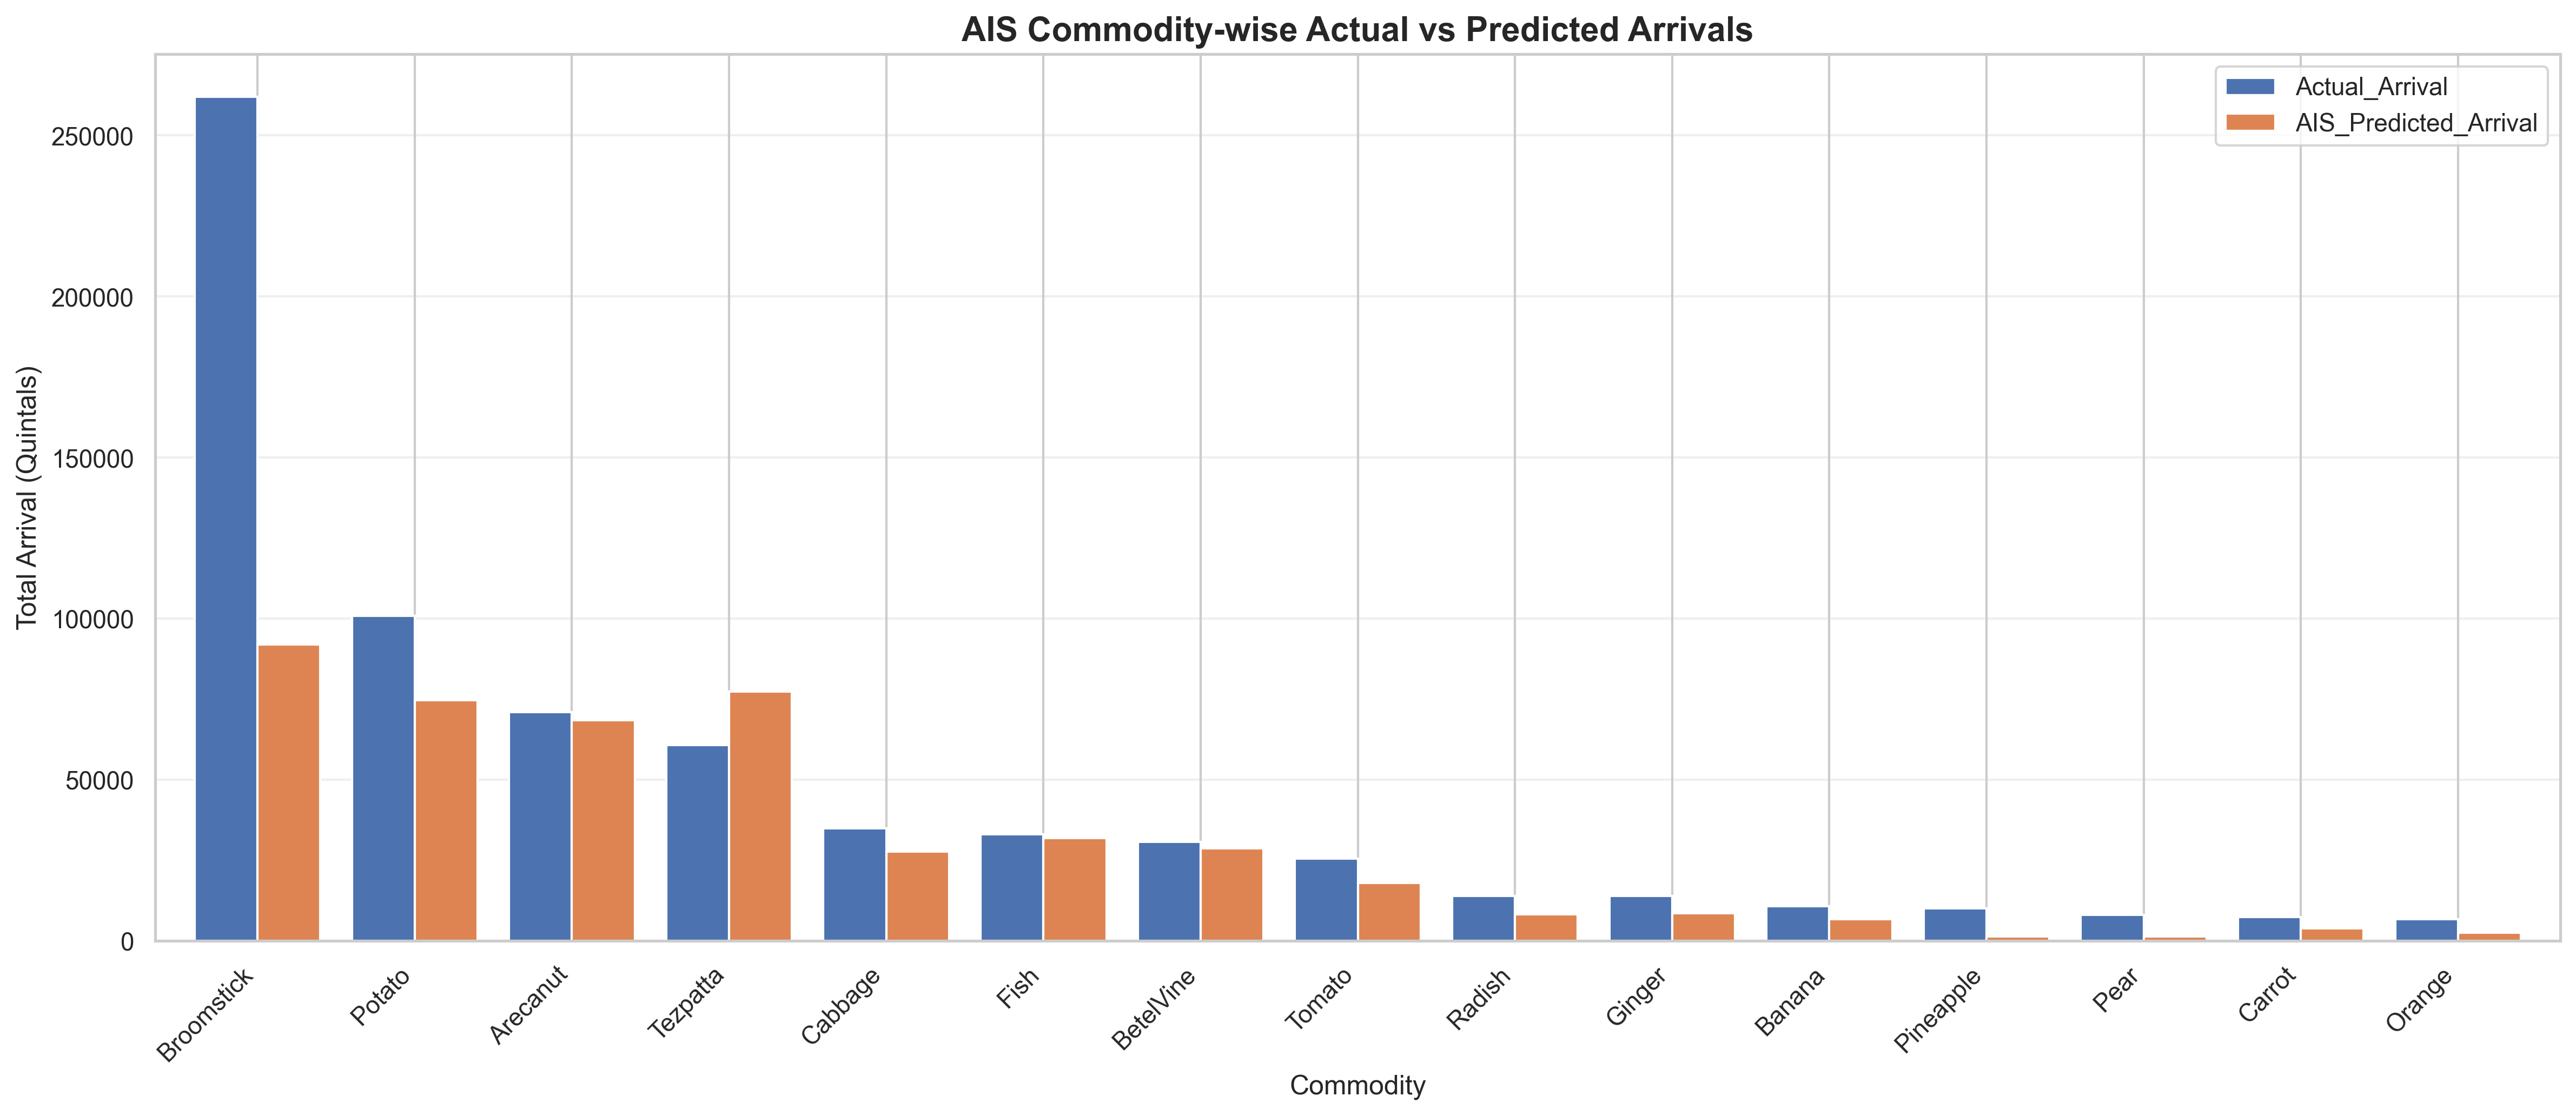 AIS Commodity-wise Actual vs Predicted Arrivals
Actual_Arrival
AIS_Predicted_Arrival
Total Arrival (Quintals)
250000
200000
150000
100000
50000
0
Broomstick
Potato
Arecanut
Tezpatta
Cabbage
Fish
BetelVine
Tomato
Radish
Ginger
Banana
Pineapple
Pear
Carrot
Orange
Commodity